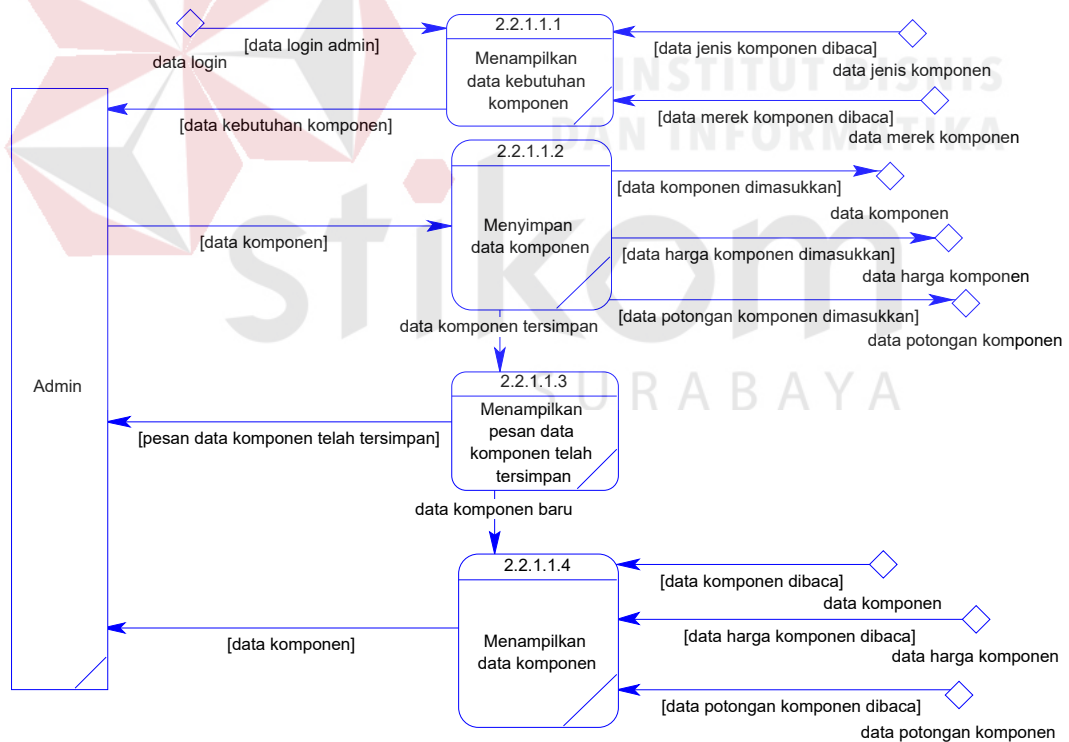 2.2.1.1.1
[data login admin]
data login
Menampilkan
data kebutuhan
komponen
[data jenis komponen dibaca]
data jenis komponen
[data kebutuhan komponen]
[data merek komponen dibaca]
data merek komponen
INSTITUT BISNIS
DAN INFORMATIKA
stikom
SURABAYA
2.2.1.1.2
Menyimpan
data komponen
[data komponen]
[data komponen dimasukkan]
data komponen
[data harga komponen dimasukkan]
data harga komponen
[data potongan komponen dimasukkan]
data potongan komponen
data komponen tersimpan
Admin
2.2.1.1.3
Menampilkan
pesan data
komponen telah
tersimpan
[pesan data komponen telah tersimpan]
data komponen baru
2.2.1.1.4
Menampilkan
data komponen
[data komponen]
[data komponen dibaca]
data komponen
[data harga komponen dibaca]
data harga komponen
[data potongan komponen dibaca]
data potongan komponen